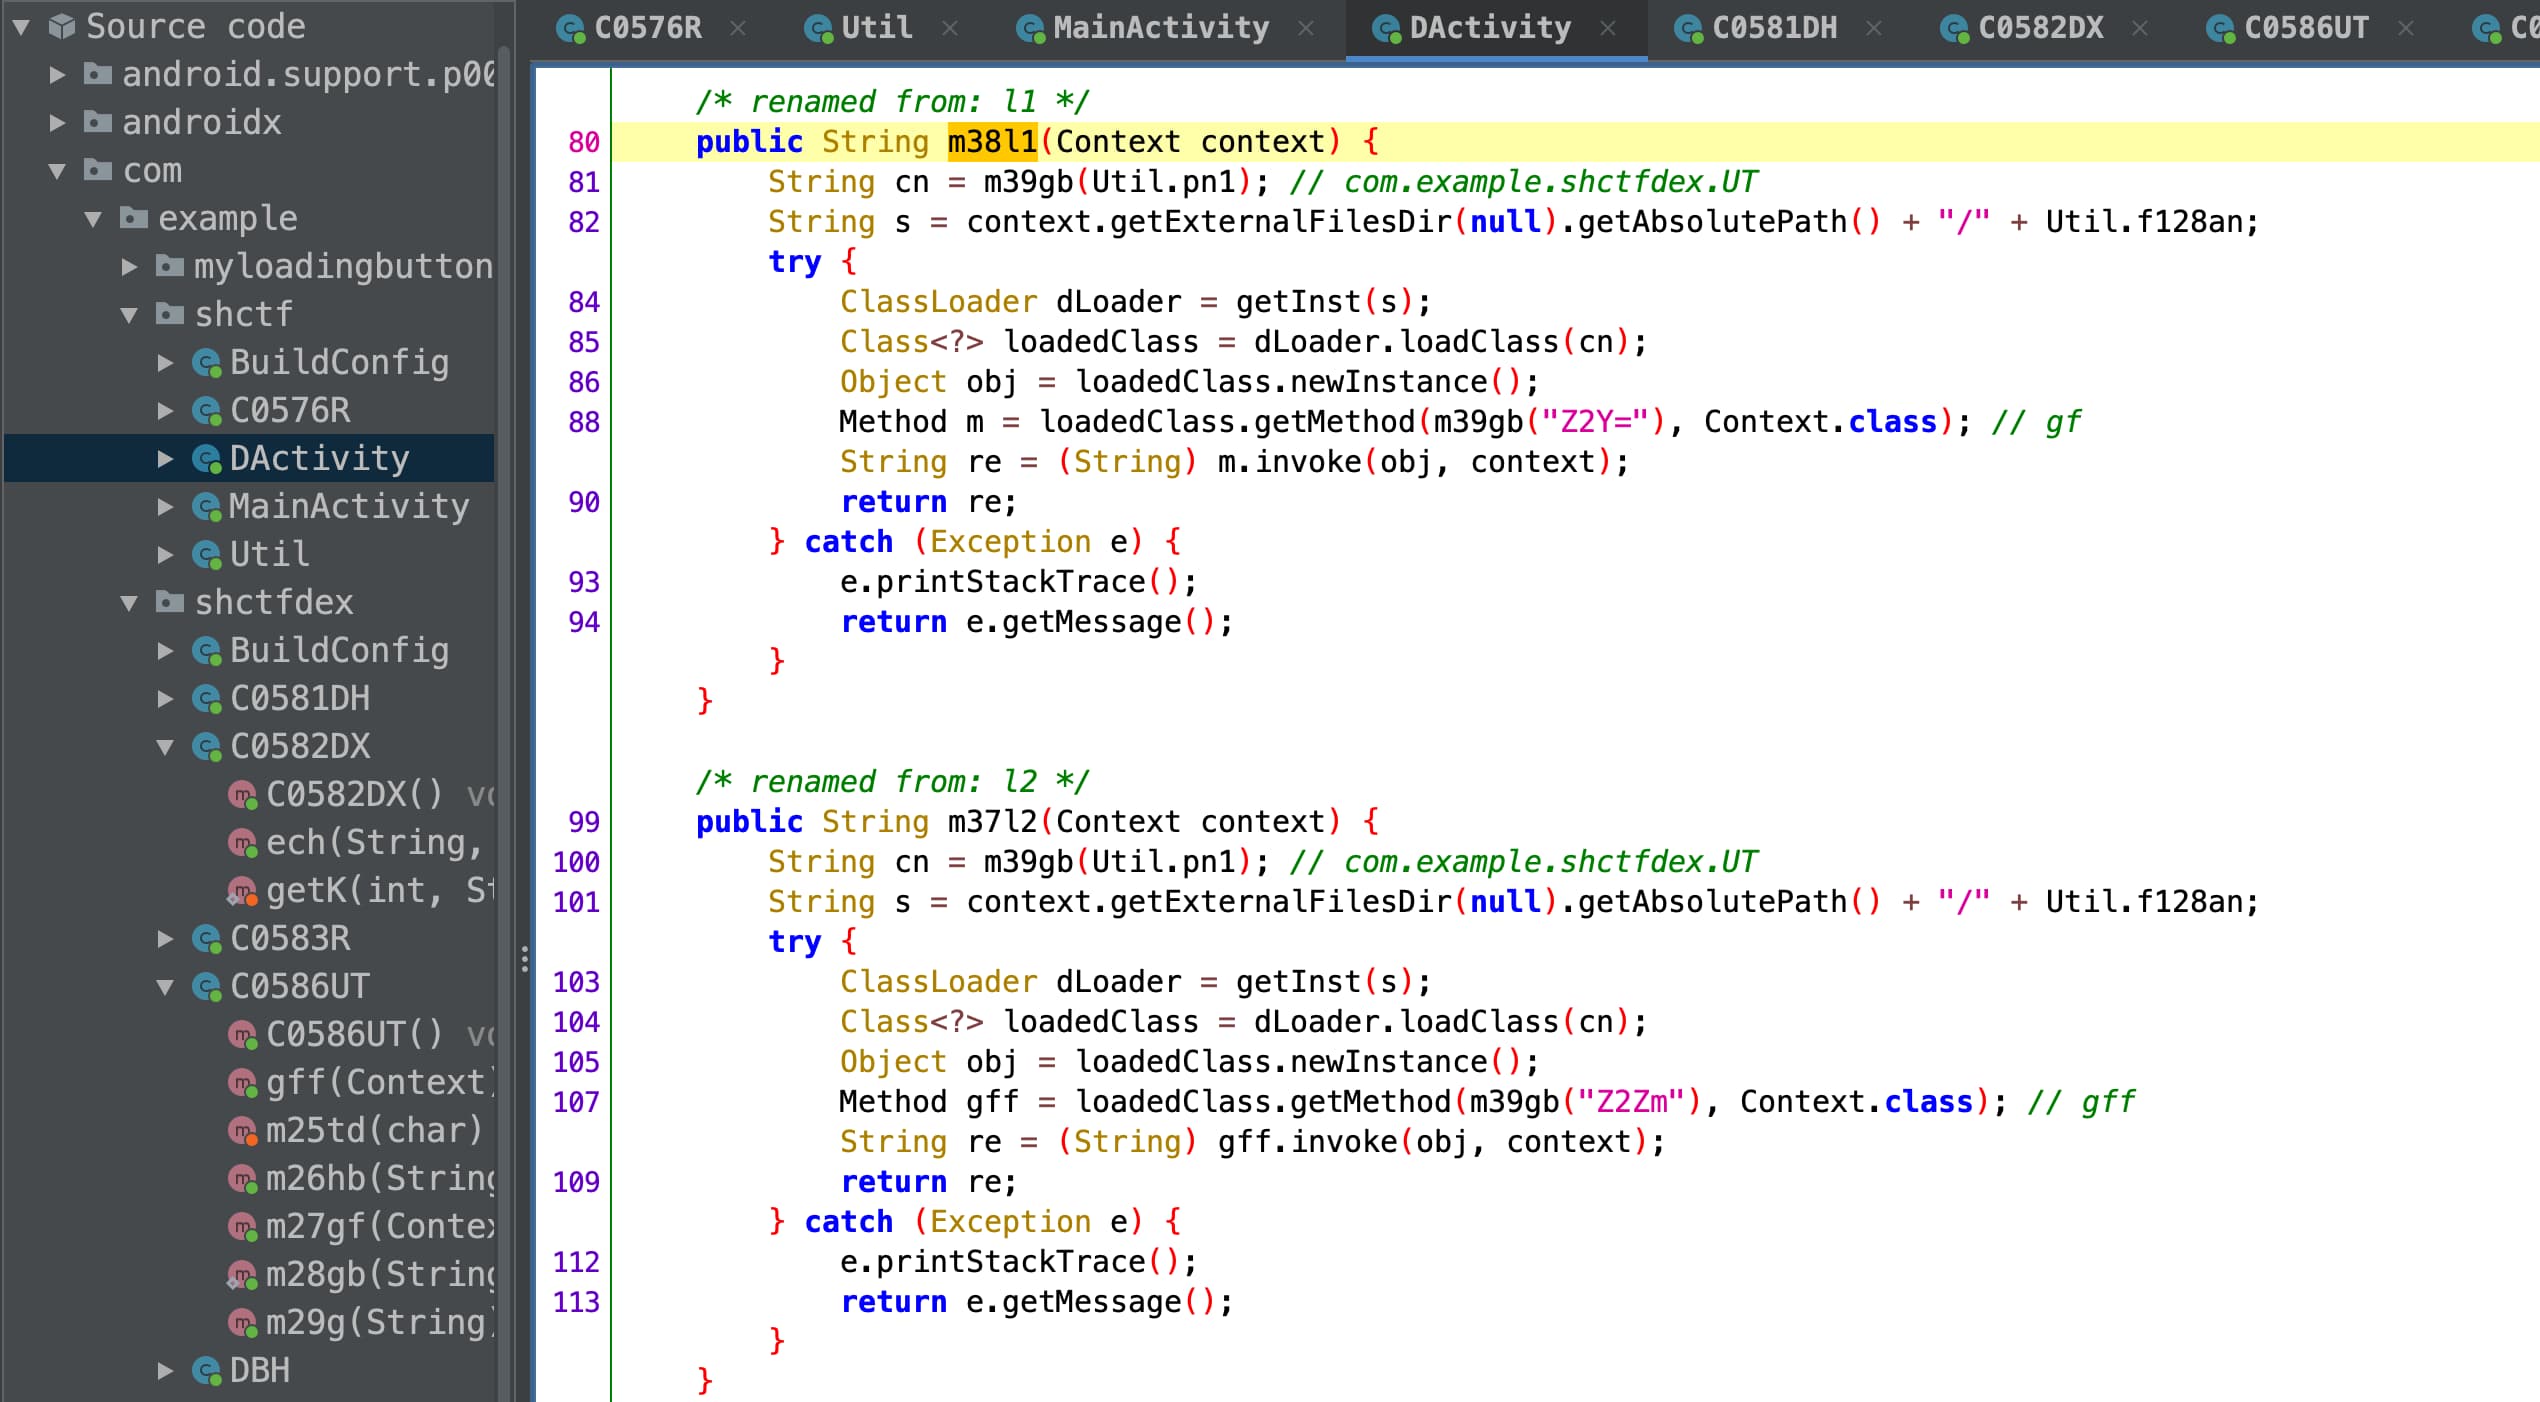 Source code
android.support.p00
androidx
com
example
myloadingbutton
shctf
BuildConfig
C0576R
DActivity
MainActivity
Util
shctfdex
BuildConfig
C0581DH
C0582DX
C0582DX() vo
ech(String,
getK(int, St
C0583R
C0586UT
C0586UT() vo
gff(Context)
m25td(char)
m26hb(String
m27gf(Contex
m28gb(String
m29g(String)
DBH
C0576R Util MainActivity DActivity C0581DH C0582DX C0586UT C0
/* renamed from: l1 */
80 public String m38l1(Context context) {
81 String cn = m39gb(Util.pn1); // com.example.shctfdex.UT
82 String s = context.getExternalFilesDir(null).getAbsolutePath() + "/" + Util.f128an;
try {
84 ClassLoader dLoader = getInst(s);
85 Class<?> loadedClass = dLoader.loadClass(cn);
86 Object obj = loadedClass.newInstance();
88 Method m = loadedClass.getMethod(m39gb("Z2Y="), Context.class); // gf
String re = (String) m.invoke(obj, context);
90 return re;
} catch (Exception e) {
93 e.printStackTrace();
94 return e.getMessage();
}
}
/* renamed from: l2 */
99 public String m37l2(Context context) {
100 String cn = m39gb(Util.pn1); // com.example.shctfdex.UT
101 String s = context.getExternalFilesDir(null).getAbsolutePath() + "/" + Util.f128an;
try {
103 ClassLoader dLoader = getInst(s);
104 Class<?> loadedClass = dLoader.loadClass(cn);
105 Object obj = loadedClass.newInstance();
107 Method gff = loadedClass.getMethod(m39gb("Z2Zm"), Context.class); // gff
String re = (String) gff.invoke(obj, context);
109 return re;
} catch (Exception e) {
112 e.printStackTrace();
113 return e.getMessage();
}
}